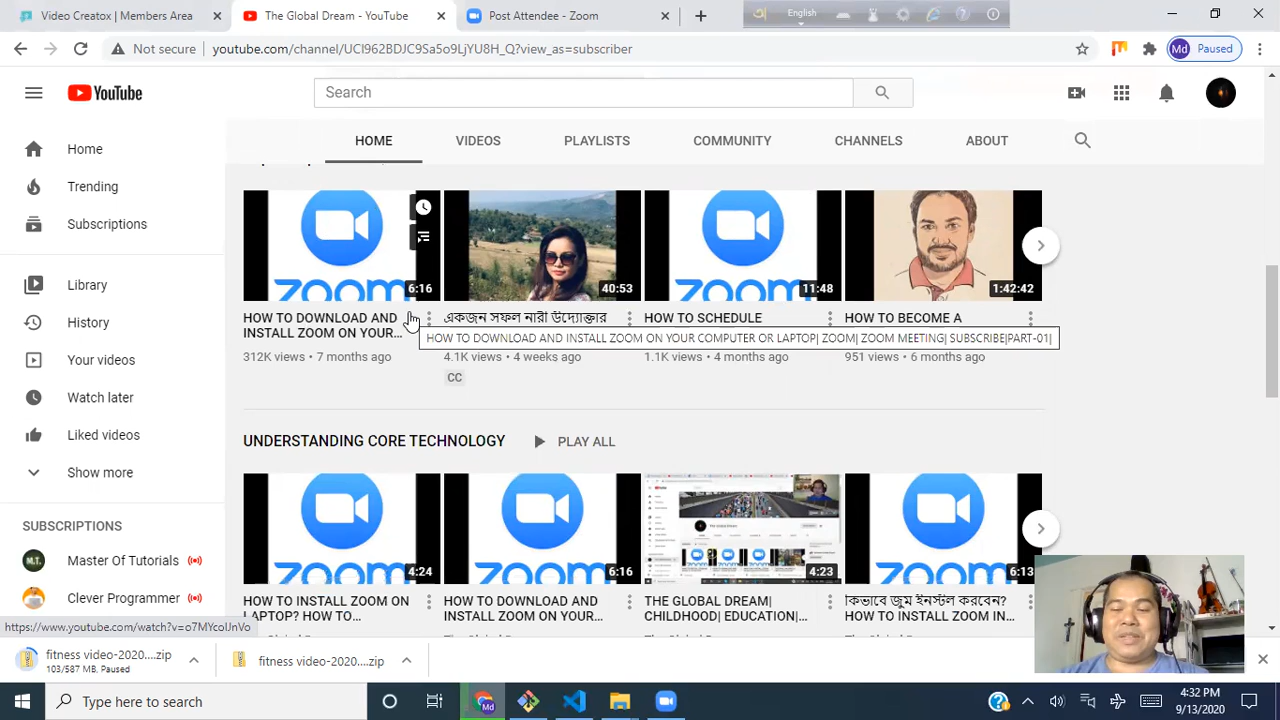 Video Creatix | Members Area
The Global Dream - YouTube
Post Attendee - Zoom
English
Not secure
youtube.com/channel/UCI962BDJC9Sa5o9LjYU8H_Q?view_as=subscriber
Md
Paused
YouTube
Search
HOME
VIDEOS
PLAYLISTS
COMMUNITY
CHANNELS
ABOUT
Home
Trending
Subscriptions
Library
History
Your videos
Watch later
Liked videos
Show more
SUBSCRIPTIONS
Master Of Tutorials
Clever Programmer
zoom
6:16
40:53
zoom
11:48
1:42:42
HOW TO DOWNLOAD AND
INSTALL ZOOM ON YOUR...
312K views • 7 months ago
একজন সফল নারী উদ্যোক্তার
4.1K views • 4 weeks ago
CC
HOW TO SCHEDULE
1.1K views • 4 months ago
HOW TO BECOME A
951 views • 6 months ago
HOW TO DOWNLOAD AND INSTALL ZOOM ON YOUR COMPUTER OR LAPTOP| ZOOM| ZOOM MEETING| SUBSCRIBE|PART-01|
UNDERSTANDING CORE TECHNOLOGY
PLAY ALL
zoom
4:24
zoom
6:16
4:23
zoom
6:13
HOW TO INSTALL ZOOM ON
LAPTOP? HOW TO...
HOW TO DOWNLOAD AND
INSTALL ZOOM ON YOUR...
THE GLOBAL DREAM|
CHILDHOOD| EDUCATION|...
কিভাবে জুম ইনস্টল করবেন?
HOW TO INSTALL ZOOM IN...
https://www.youtube.com/watch?v=o7MYcoUnVo
fitness video-2020....zip
103/587 MB, Paused
fitness video-2020....zip
Type here to search
4:32 PM
9/13/2020